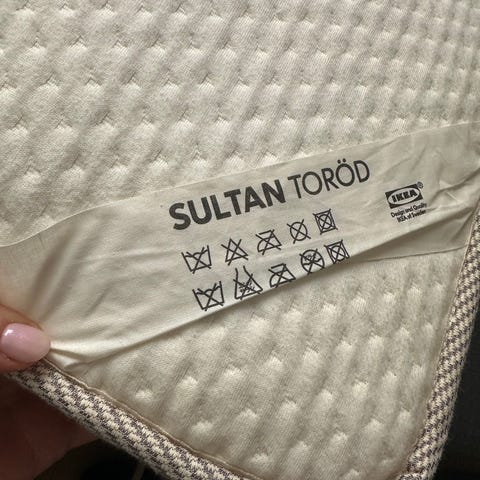 SULTAN TORÖD
IKEA®
Design and Quality
IKEA of Sweden